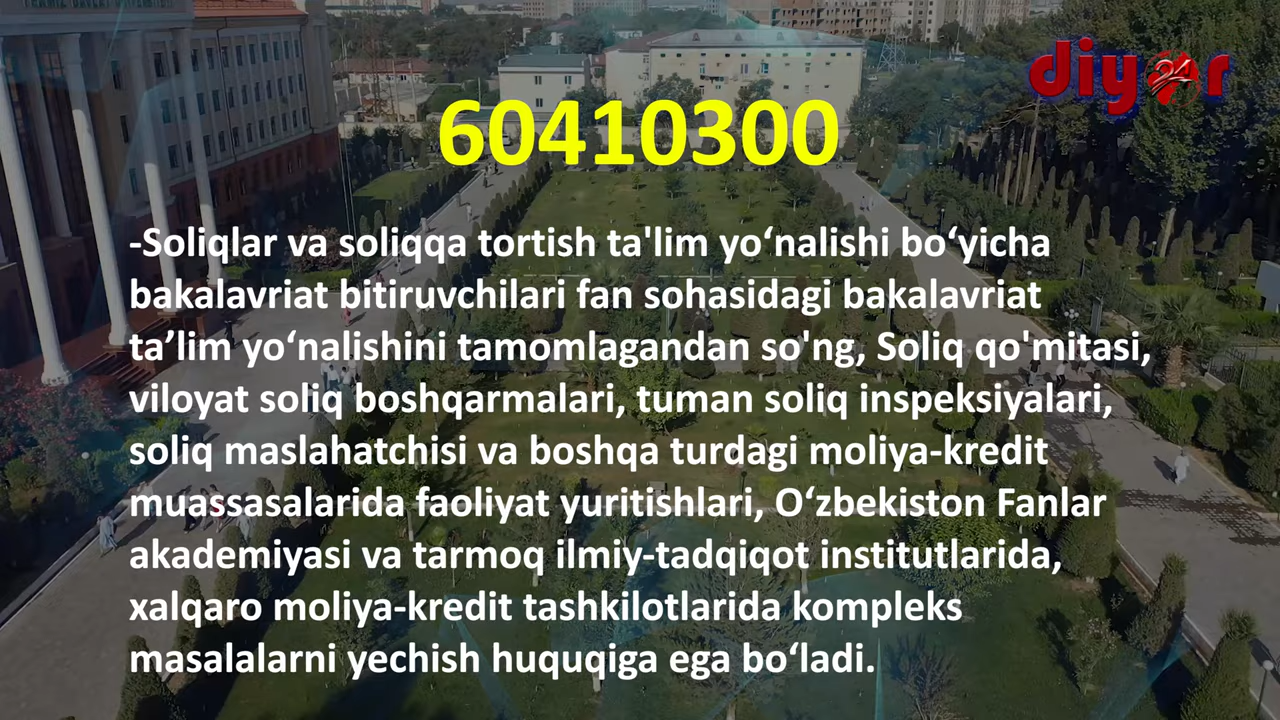 diyor 24
60410300
-Soliqlar va soliqqa tortish ta'lim yo‘nalishi bo‘yicha
bakalavriat bitiruvchilari fan sohasidagi bakalavriat
ta’lim yo‘nalishini tamomlagandan so'ng, Soliq qo'mitasi,
viloyat soliq boshqarmalari, tuman soliq inspeksiyalari,
soliq maslahatchisi va boshqa turdagi moliya-kredit
muassasalarida faoliyat yuritishlari, O‘zbekiston Fanlar
akademiyasi va tarmoq ilmiy-tadqiqot institutlarida,
xalqaro moliya-kredit tashkilotlarida kompleks
masalalarni yechish huquqiga ega bo‘ladi.